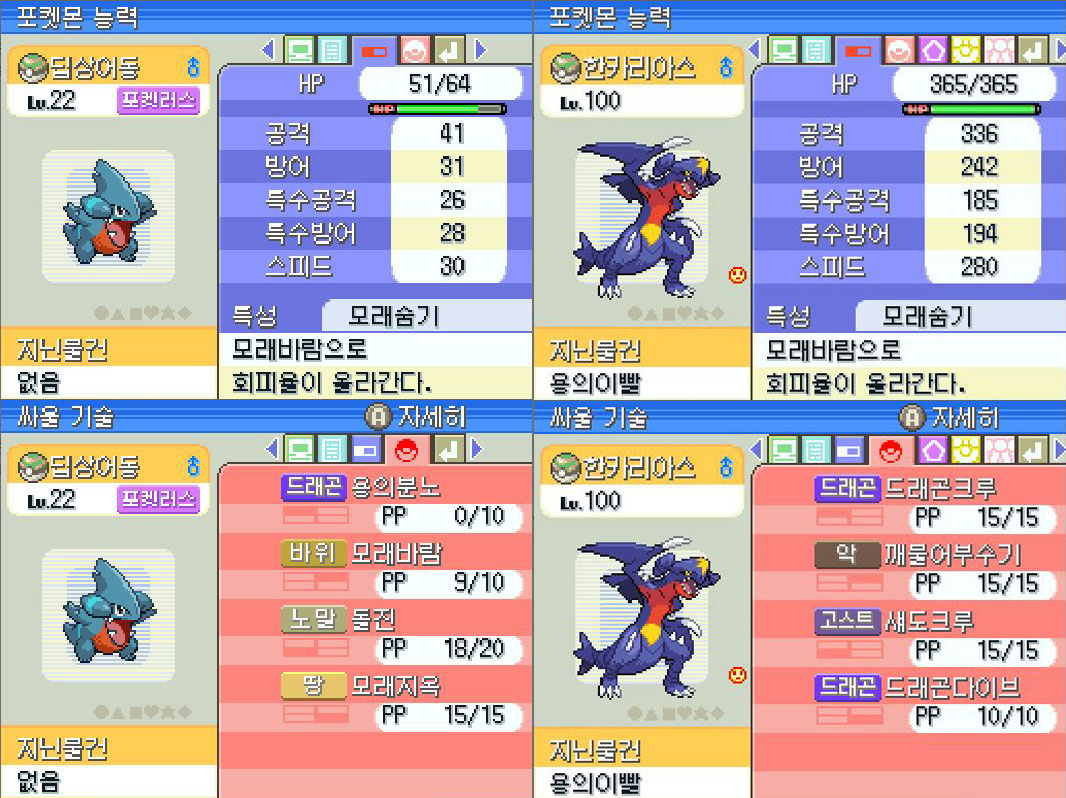 포켓몬 능력
딥상어동 ♂
Lv.22 포켓러스
HP 51/64
HP
공격 41
방어 31
특수공격 26
특수방어 28
스피드 30
특성 모래숨기
모래바람으로
회피율이 올라간다.
지닌물건
없음
포켓몬 능력
한카리아스 ♂
Lv.100
HP 365/365
HP
공격 336
방어 242
특수공격 185
특수방어 194
스피드 280
특성 모래숨기
모래바람으로
회피율이 올라간다.
지닌물건
용의이빨
싸울 기술 A 자세히
딥상어동 ♂
Lv.22 포켓러스
드래곤 용의분노
PP 0/10
바위 모래바람
PP 9/10
노말 돌진
PP 18/20
땅 모래지옥
PP 15/15
지닌물건
없음
싸울 기술 A 자세히
한카리아스 ♂
Lv.100
드래곤 드래곤크루
PP 15/15
악 깨물어부수기
PP 15/15
고스트 섀도크루
PP 15/15
드래곤 드래곤다이브
PP 10/10
지닌물건
용의이빨